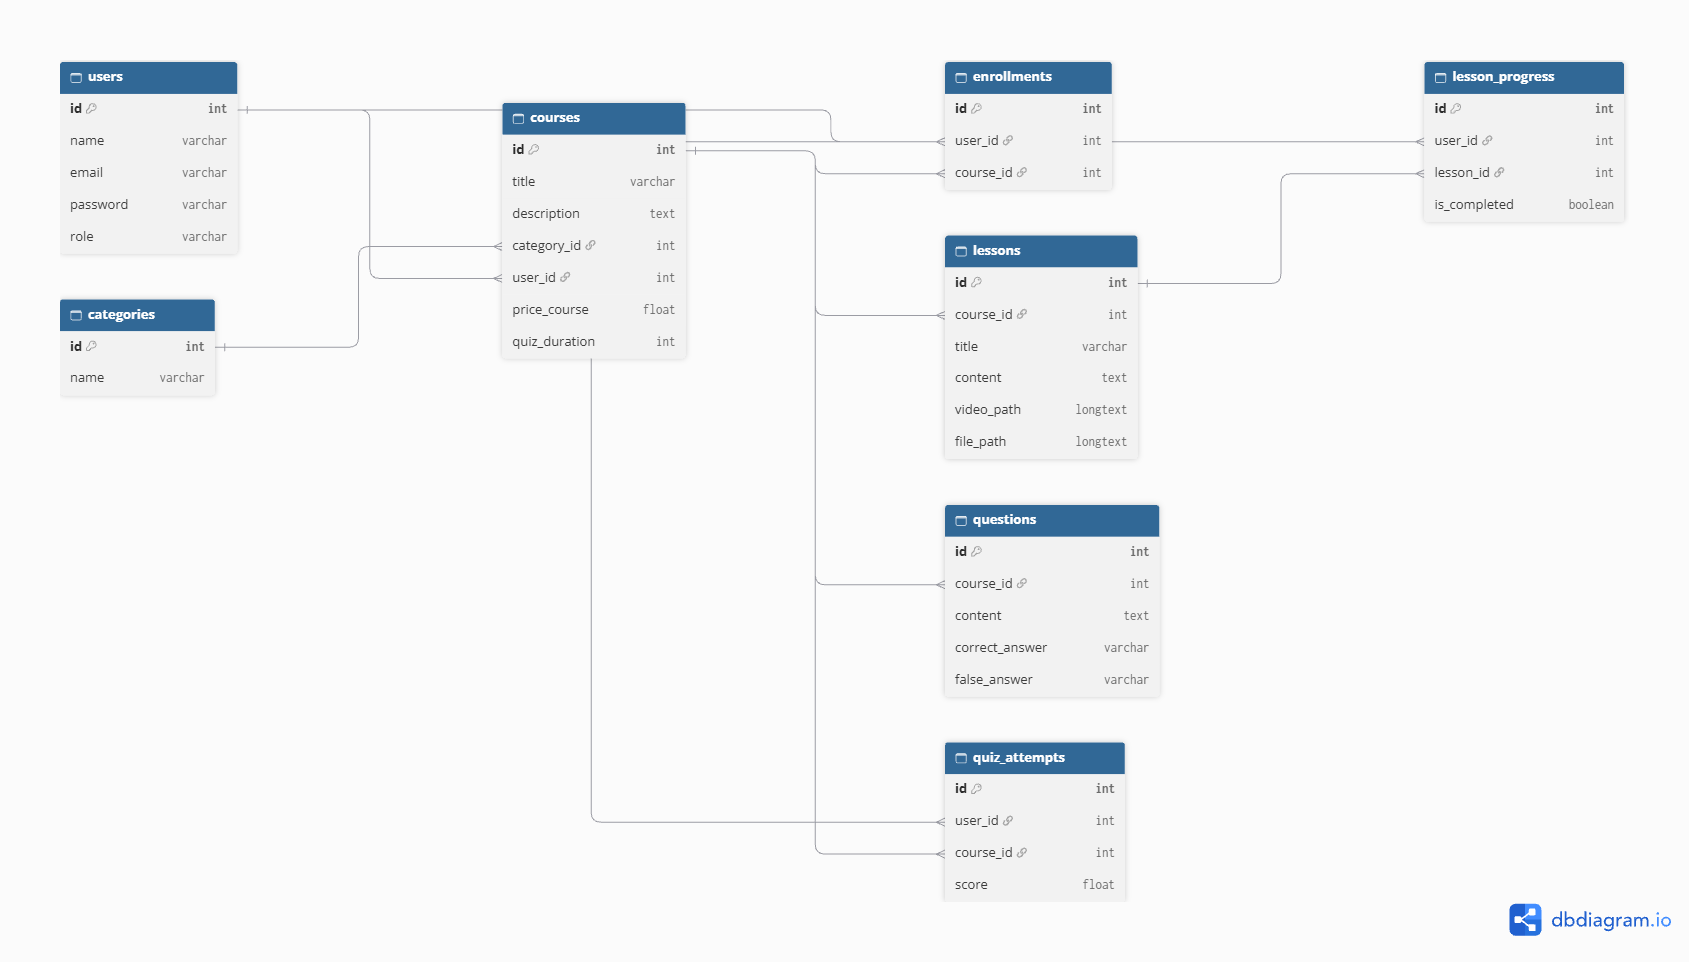 users
id int
name varchar
email varchar
password varchar
role varchar
categories
id int
name varchar
courses
id int
title varchar
description text
category_id int
user_id int
price_course float
quiz_duration int
enrollments
id int
user_id int
course_id int
lessons
id int
course_id int
title varchar
content text
video_path longtext
file_path longtext
questions
id int
course_id int
content text
correct_answer varchar
false_answer varchar
quiz_attempts
id int
user_id int
course_id int
score float
lesson_progress
id int
user_id int
lesson_id int
is_completed boolean
dbdiagram.io